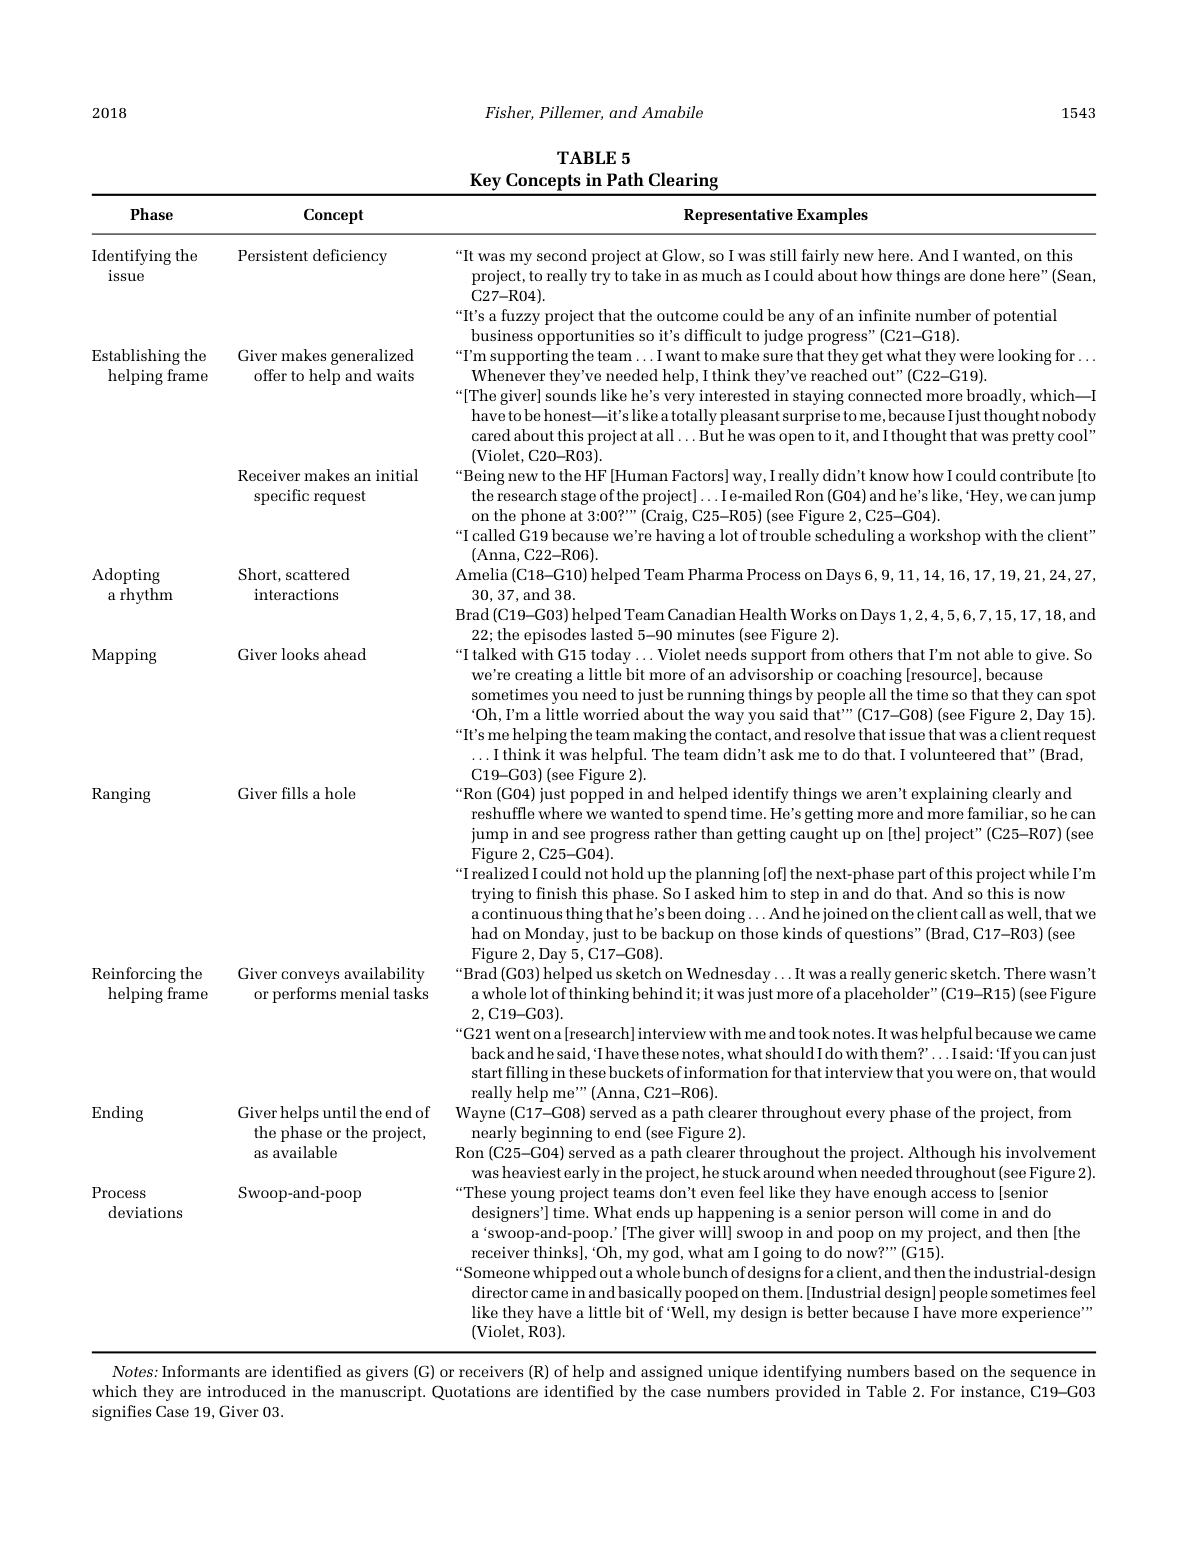 2018
Fisher, Pillemer, and Amabile
1543
TABLE 5
Key Concepts in Path Clearing
Phase
Concept
Representative Examples
Identifying the
issue
Persistent deficiency
“It was my second project at Glow, so I was still fairly new here. And I wanted, on this
project, to really try to take in as much as I could about how things are done here” (Sean,
C27–R04).
“It’s a fuzzy project that the outcome could be any of an infinite number of potential
business opportunities so it’s difficult to judge progress” (C21–G18).
Establishing the
helping frame
Giver makes generalized
offer to help and waits
“I’m supporting the team . . . I want to make sure that they get what they were looking for . . .
Whenever they’ve needed help, I think they’ve reached out” (C22–G19).
“[The giver] sounds like he’s very interested in staying connected more broadly, which—I
have to be honest—it’s like a totally pleasant surprise to me, because I just thought nobody
cared about this project at all . . . But he was open to it, and I thought that was pretty cool”
(Violet, C20–R03).
Receiver makes an initial
specific request
“Being new to the HF [Human Factors] way, I really didn’t know how I could contribute [to
the research stage of the project] . . . I e-mailed Ron (G04) and he’s like, ‘Hey, we can jump
on the phone at 3:00?’” (Craig, C25–R05) (see Figure 2, C25–G04).
“I called G19 because we’re having a lot of trouble scheduling a workshop with the client”
(Anna, C22–R06).
Adopting
a rhythm
Short, scattered
interactions
Amelia (C18–G10) helped Team Pharma Process on Days 6, 9, 11, 14, 16, 17, 19, 21, 24, 27,
30, 37, and 38.
Brad (C19–G03) helped Team Canadian Health Works on Days 1, 2, 4, 5, 6, 7, 15, 17, 18, and
22; the episodes lasted 5–90 minutes (see Figure 2).
Mapping
Giver looks ahead
“I talked with G15 today . . . Violet needs support from others that I’m not able to give. So
we’re creating a little bit more of an advisorship or coaching [resource], because
sometimes you need to just be running things by people all the time so that they can spot
‘Oh, I’m a little worried about the way you said that’” (C17–G08) (see Figure 2, Day 15).
“It’s me helping the team making the contact, and resolve that issue that was a client request
. . . I think it was helpful. The team didn’t ask me to do that. I volunteered that” (Brad,
C19–G03) (see Figure 2).
Ranging
Giver fills a hole
“Ron (G04) just popped in and helped identify things we aren’t explaining clearly and
reshuffle where we wanted to spend time. He’s getting more and more familiar, so he can
jump in and see progress rather than getting caught up on [the] project” (C25–R07) (see
Figure 2, C25–G04).
“I realized I could not hold up the planning [of] the next-phase part of this project while I’m
trying to finish this phase. So I asked him to step in and do that. And so this is now
a continuous thing that he’s been doing . . . And he joined on the client call as well, that we
had on Monday, just to be backup on those kinds of questions” (Brad, C17–R03) (see
Figure 2, Day 5, C17–G08).
Reinforcing the
helping frame
Giver conveys availability
or performs menial tasks
“Brad (G03) helped us sketch on Wednesday . . . It was a really generic sketch. There wasn’t
a whole lot of thinking behind it; it was just more of a placeholder” (C19–R15) (see Figure
2, C19–G03).
“G21 went on a [research] interview with me and took notes. It was helpful because we came
back and he said, ‘I have these notes, what should I do with them?’ . . . I said: ‘If you can just
start filling in these buckets of information for that interview that you were on, that would
really help me’” (Anna, C21–R06).
Ending
Giver helps until the end of
the phase or the project,
as available
Wayne (C17–G08) served as a path clearer throughout every phase of the project, from
nearly beginning to end (see Figure 2).
Ron (C25–G04) served as a path clearer throughout the project. Although his involvement
was heaviest early in the project, he stuck around when needed throughout (see Figure 2).
Process
deviations
Swoop-and-poop
“These young project teams don’t even feel like they have enough access to [senior
designers’] time. What ends up happening is a senior person will come in and do
a ‘swoop-and-poop.’ [The giver will] swoop in and poop on my project, and then [the
receiver thinks], ‘Oh, my god, what am I going to do now?’” (G15).
“Someone whipped out a whole bunch of designs for a client, and then the industrial-design
director came in and basically pooped on them. [Industrial design] people sometimes feel
like they have a little bit of ‘Well, my design is better because I have more experience’”
(Violet, R03).
Notes: Informants are identified as givers (G) or receivers (R) of help and assigned unique identifying numbers based on the sequence in
which they are introduced in the manuscript. Quotations are identified by the case numbers provided in Table 2. For instance, C19–G03
signifies Case 19, Giver 03.